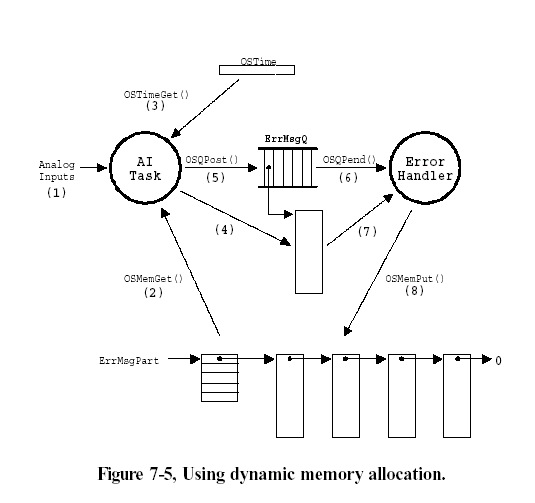 OSTime
OSTimeGet()
(3)
ErrMsgQ
Analog
Inputs
(1)
AI
Task
OSQPost()
(5)
OSQPend()
(6)
Error
Handler
(4)
(7)
OSMemGet()
(2)
OSMemPut()
(8)
ErrMsgPart
0
Figure 7-5, Using dynamic memory allocation.